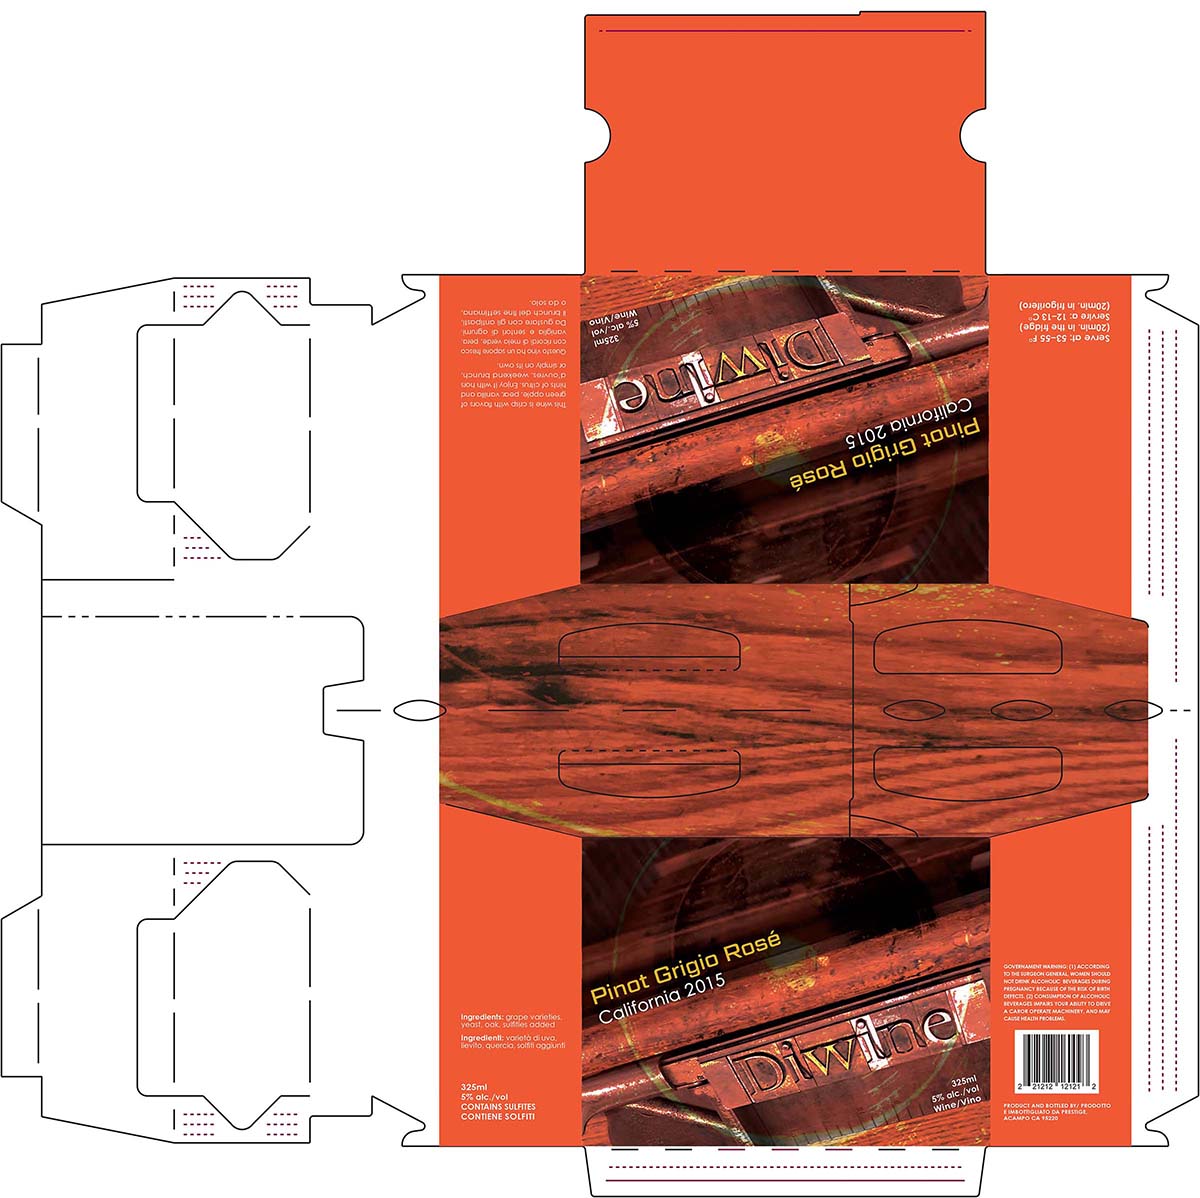 This wine is crisp with flavors of
green apple, pear, vanilla and
hints of citrus. Enjoy it with hors
d'ouvres, weekend brunch,
or simply on its own.
Questo vino ha un sapore fresco
con ricordi di mela verde, pera,
vaniglia e sentori di agrumi.
Da gustare con gli antipasti,
il brunch del fine settimana,
o da solo.
Pinot Grigio Rosé
California 2015
Diwine
325ml
5% alc./vol
Wine/Vino
Serve at: 53–55 F°
(20min. in the fridge)
Servire a: 12–13 C°
(20min. in frigorifero)
Ingredients: grape varieties,
yeast, oak, sulfities added
Ingredienti: varietà di uva,
lievito, quercia, solfiti aggiunti
325ml
5% alc./vol
CONTAINS SULFITES
CONTIENE SOLFITI
Pinot Grigio Rosé
California 2015
Diwine
325ml
5% alc./vol
Wine/Vino
GOVERNAMENT WARNING: (1) ACCORDING
TO THE SURGEON GENERAL, WOMEN SHOULD
NOT DRINK ALCOHOLIC BEVERAGES DURING
PREGNANCY BECAUSE OF THE RISK OF BIRTH
DEFECTS. (2) CONSUMPTION OF ALCOHOLIC
BEVERAGES IMPAIRS YOUR ABILITY TO DRIVE
A CAROR OPERATE MACHINERY, AND MAY
CAUSE HEALTH PROBLEMS.
2 21212 12121 2
PRODUCT AND BOTTLED BY/ PRODOTTO
E IMBOTTIGLIATO DA PRESTIGE.
ACAMPO CA 95220